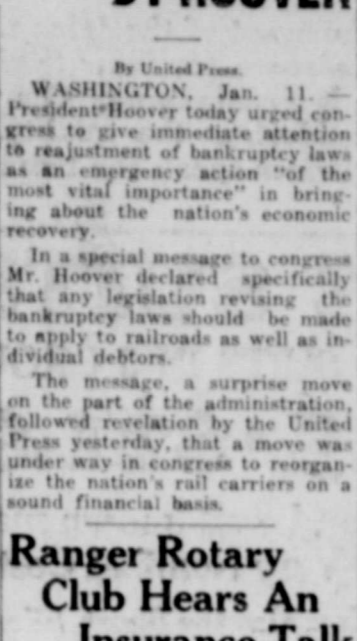 BY HOOVER
By United Press.
WASHINGTON, Jan. 11. —
President Hoover today urged con-
gress to give immediate attention
to reajustment of bankruptcy laws
as an emergency action "of the
most vital importance" in bring-
ing about the nation's economic
recovery.
In a special message to congress
Mr. Hoover declared specifically
that any legislation revising the
bankruptcy laws should be made
to apply to railroads as well as in-
dividual debtors.
The message, a surprise move
on the part of the administration,
followed revelation by the United
Press yesterday, that a move was
under way in congress to reorgan-
ize the nation's rail carriers on a
sound financial basis.
Ranger Rotary
Club Hears An
Insurance Talk